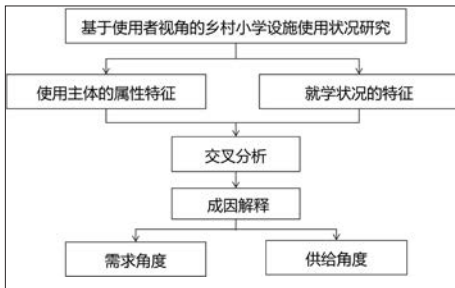 基于使用者视角的乡村小学设施使用状况研究
使用主体的属性特征
就学状况的特征
交叉分析
成因解释
需求角度
供给角度